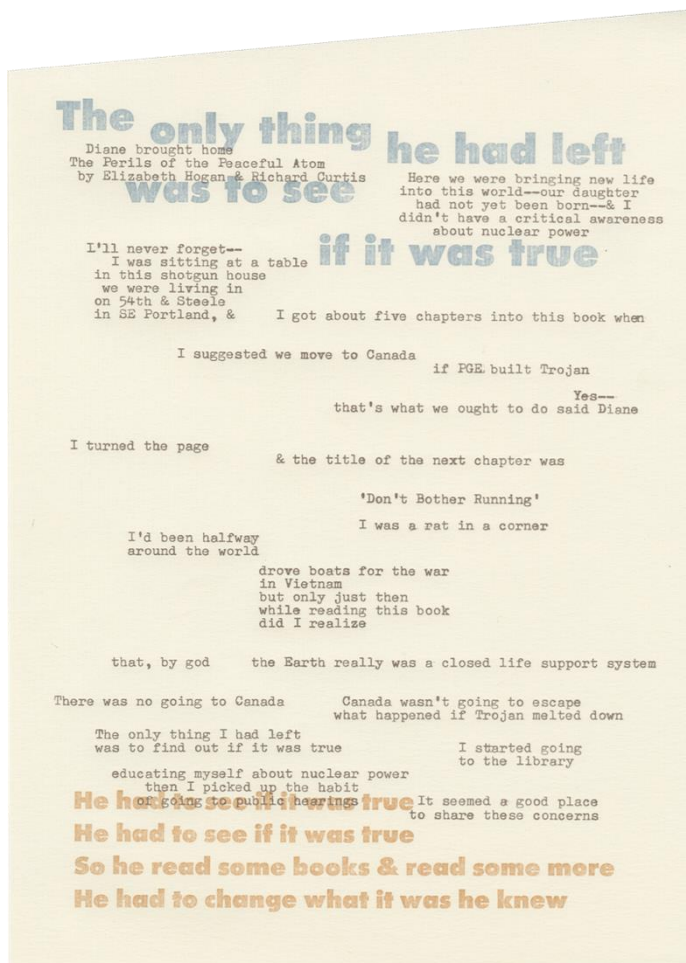 The only thing he had left
Diane brought home
The Perils of the Peaceful Atom
by Elizabeth Hogan & Richard Curtis
was to see
Here we were bringing new life
into this world--our daughter
had not yet been born--& I
didn't have a critical awareness
about nuclear power
if it was true
I'll never forget--
I was sitting at a table
in this shotgun house
we were living in
on 54th & Steele
in SE Portland, &
I got about five chapters into this book when
I suggested we move to Canada
if PGE built Trojan
Yes--
that's what we ought to do said Diane
I turned the page
& the title of the next chapter was
'Don't Bother Running'
I was a rat in a corner
I'd been halfway
around the world
drove boats for the war
in Vietnam
but only just then
while reading this book
did I realize
that, by god the Earth really was a closed life support system
There was no going to Canada
Canada wasn't going to escape
what happened if Trojan melted down
The only thing I had left
was to find out if it was true
I started going
to the library
educating myself about nuclear power
then I picked up the habit
of going to public hearings
It seemed a good place
to share these concerns
He had to see if it was true
He had to see if it was true
So he read some books & read some more
He had to change what it was he knew